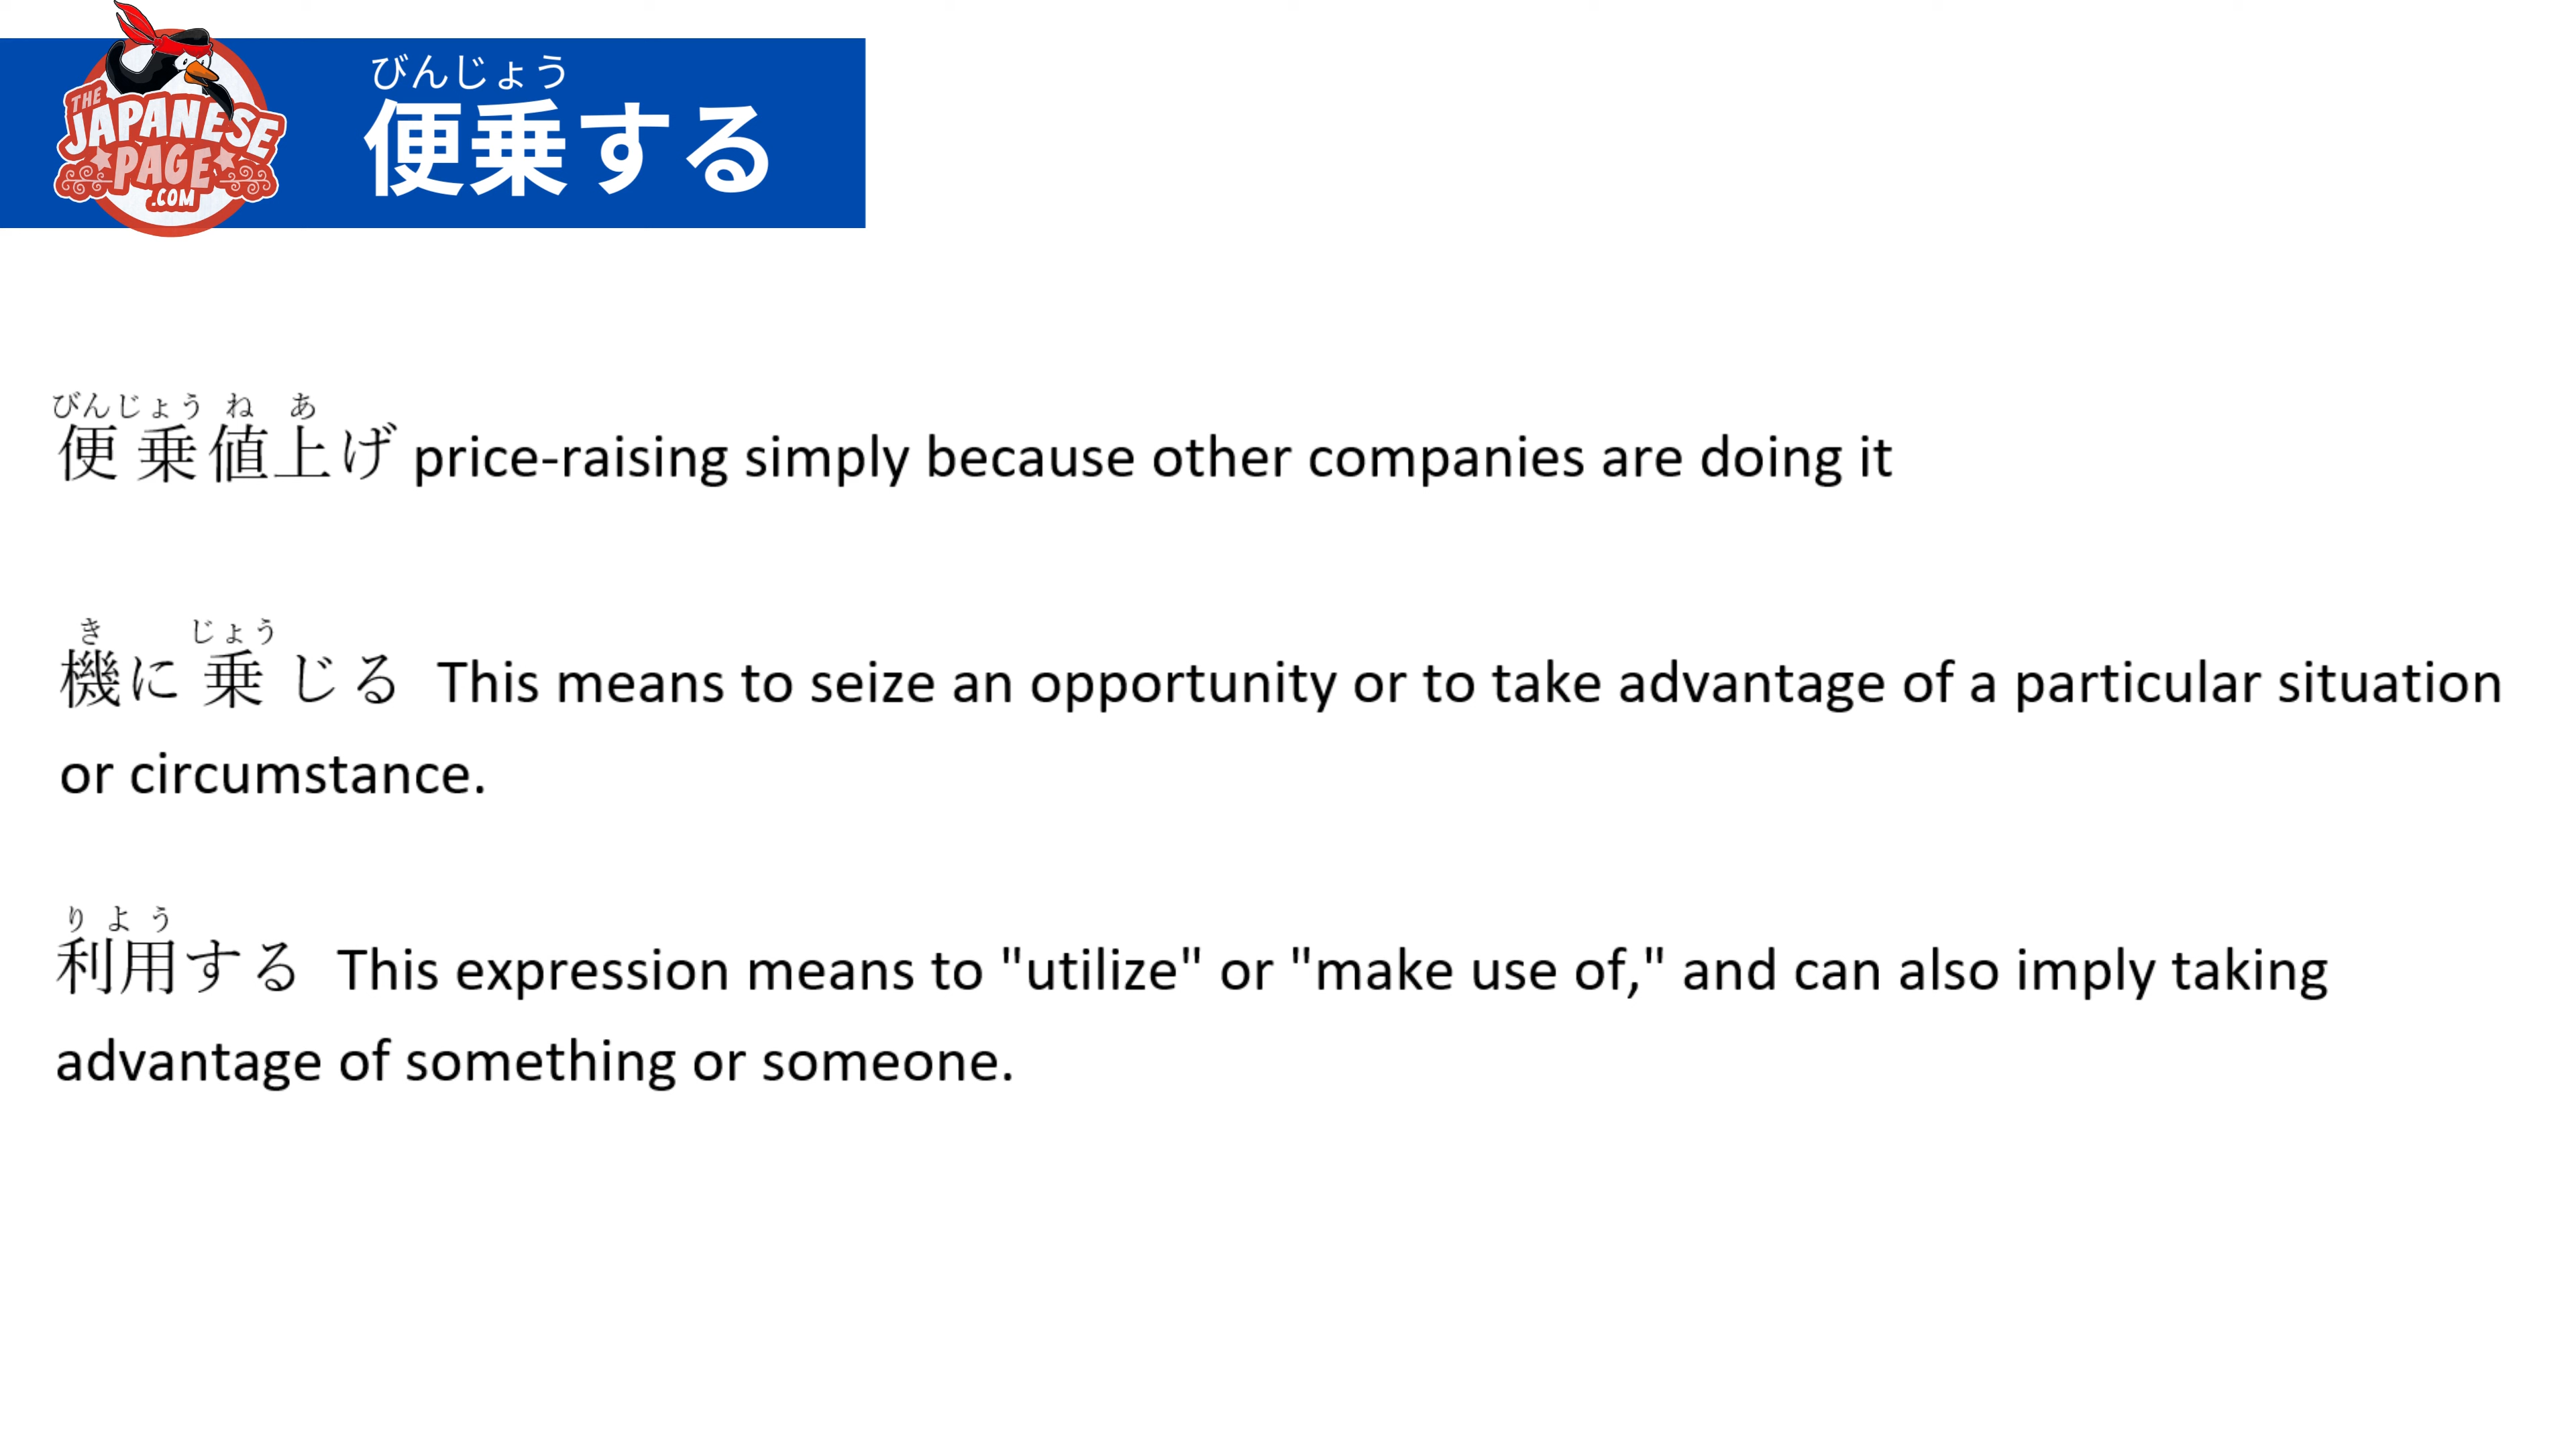 THE
JAPANESE
PAGE
.COM
びんじょう
便乗する
びんじょう ね あ
便乗値上げ price-raising simply because other companies are doing it
き じょう
機に乗じる This means to seize an opportunity or to take advantage of a particular situation
or circumstance.
りよう
利用する This expression means to "utilize" or "make use of," and can also imply taking
advantage of something or someone.